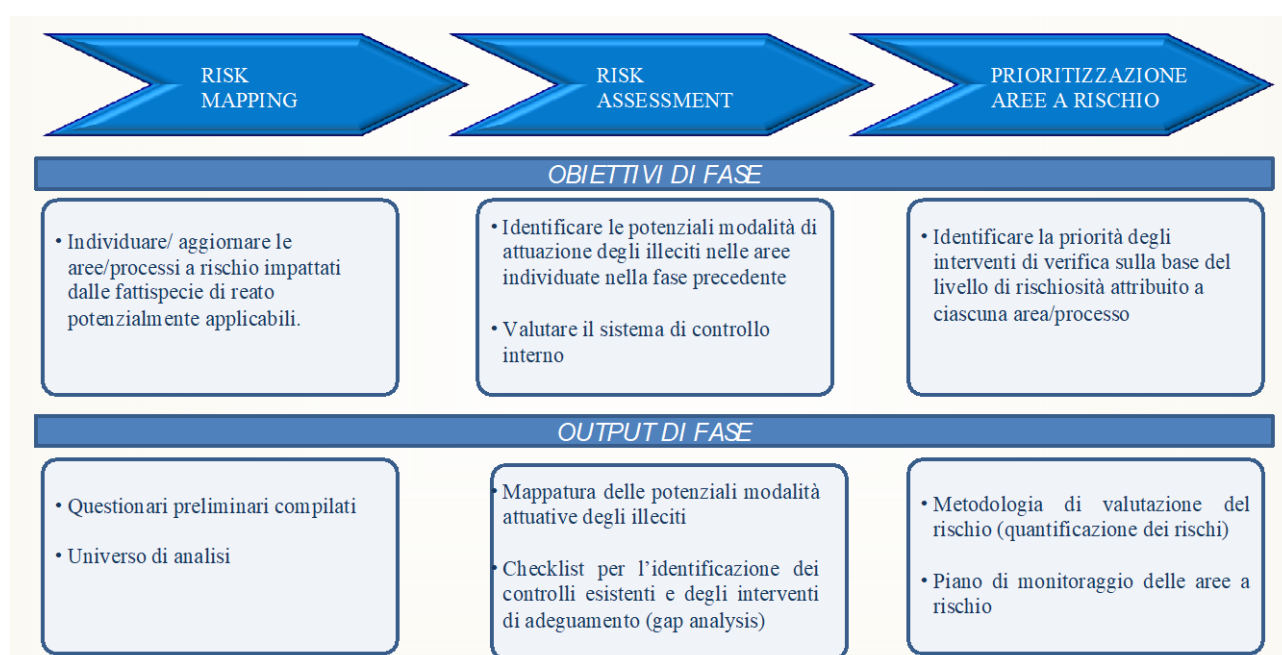 RISK
MAPPING
RISK
ASSESSMENT
PRIORITIZZAZIONE
AREE A RISCHIO
OBIETTIVI DI FASE
• Individuare/ aggiornare le
aree/processi a rischio impattati
dalle fattispecie di reato
potenzialmente applicabili.
• Identificare le potenziali modalità di
attuazione degli illeciti nelle aree
individuate nella fase precedente
• Valutare il sistema di controllo
interno
• Identificare la priorità degli
interventi di verifica sulla base del
livello di rischiosità attribuito a
ciascuna area/processo
OUTPUT DI FASE
• Questionari preliminari compilati
• Universo di analisi
• Mappatura delle potenziali modalità
attuative degli illeciti
• Checklist per l’identificazione dei
controlli esistenti e degli interventi
di adeguamento (gap analysis)
• Metodologia di valutazione del
rischio (quantificazione dei rischi)
• Piano di monitoraggio delle aree a
rischio